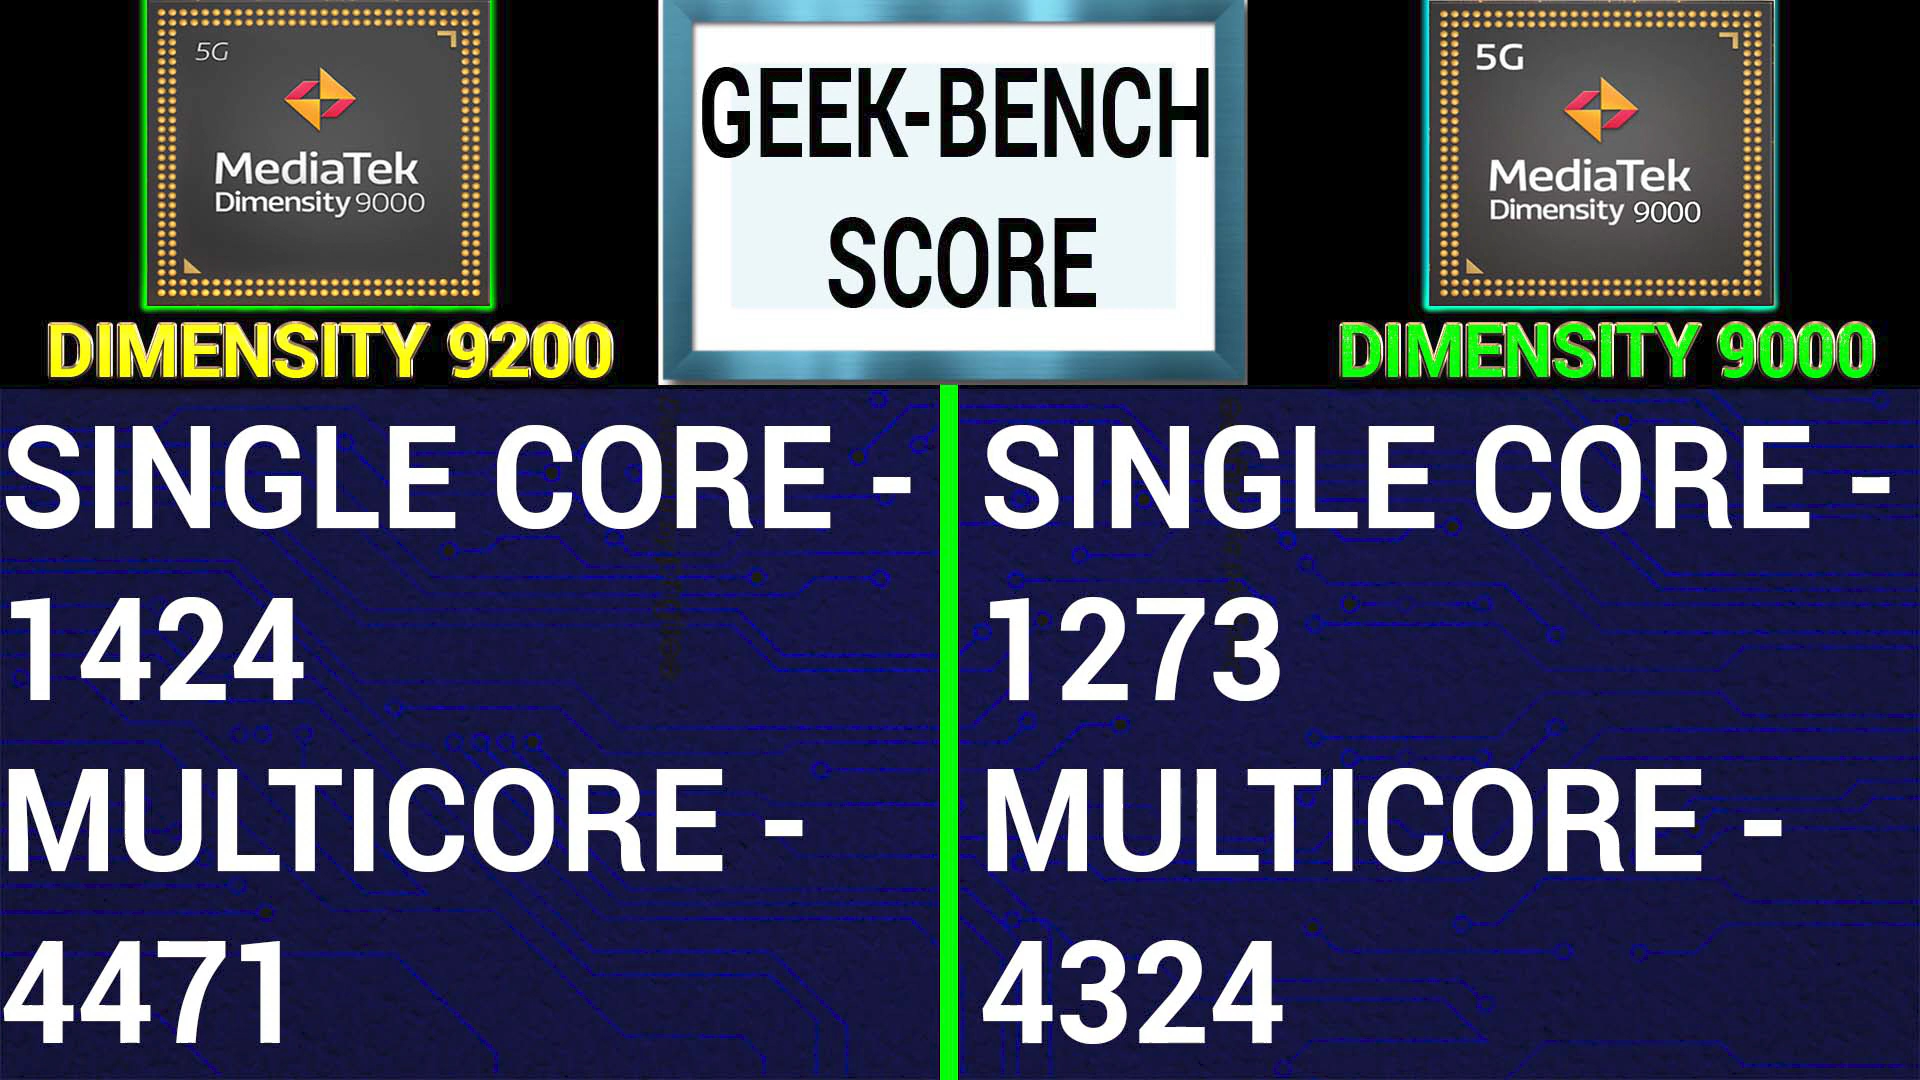 5G
MediaTek
Dimensity 9000
DIMENSITY 9200
GEEK-BENCH
SCORE
5G
MediaTek
Dimensity 9000
DIMENSITY 9000
SINGLE CORE -
1424
MULTICORE -
4471
SINGLE CORE -
1273
MULTICORE -
4324